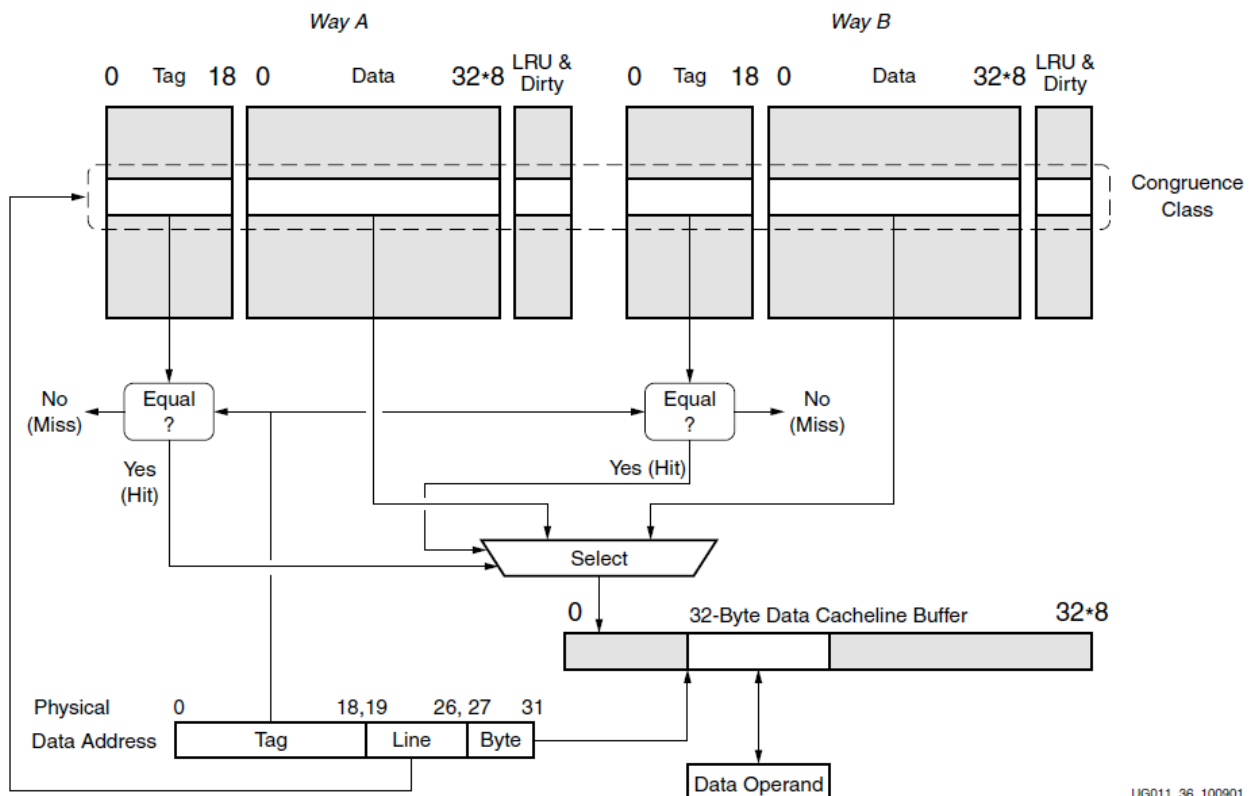 Way A
Way B
0 Tag 18 0 Data 32*8 LRU &
Dirty
0 Tag 18 0 Data 32*8 LRU &
Dirty
Congruence
Class
No
(Miss)
Equal
?
Equal
?
No
(Miss)
Yes
(Hit)
Yes (Hit)
Select
0 32-Byte Data Cacheline Buffer 32*8
Physical 0 18,19 26, 27 31
Data Address Tag Line Byte
Data Operand
UG011_36_100901